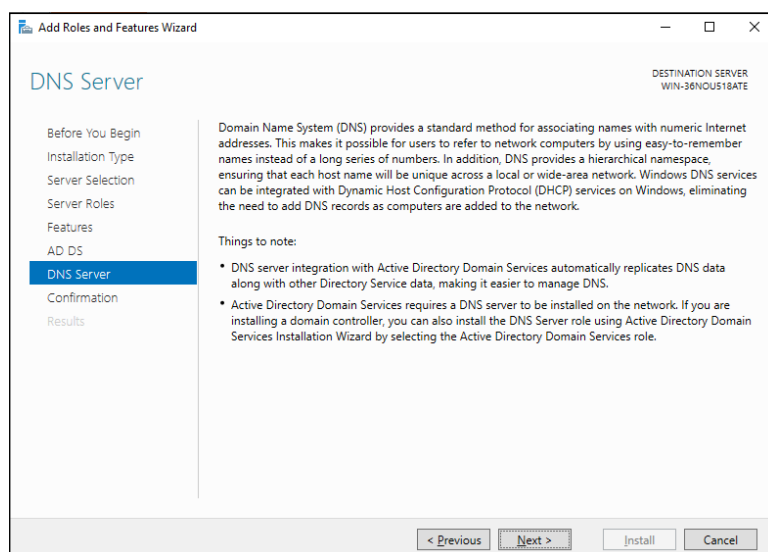 Add Roles and Features Wizard
DNS Server
DESTINATION SERVER
WIN-36NOU518ATE
Before You Begin
Installation Type
Server Selection
Server Roles
Features
AD DS
DNS Server
Confirmation
Results
Domain Name System (DNS) provides a standard method for associating names with numeric Internet
addresses. This makes it possible for users to refer to network computers by using easy-to-remember
names instead of a long series of numbers. In addition, DNS provides a hierarchical namespace,
ensuring that each host name will be unique across a local or wide-area network. Windows DNS services
can be integrated with Dynamic Host Configuration Protocol (DHCP) services on Windows, eliminating
the need to add DNS records as computers are added to the network.
Things to note:
• DNS server integration with Active Directory Domain Services automatically replicates DNS data
along with other Directory Service data, making it easier to manage DNS.
• Active Directory Domain Services requires a DNS server to be installed on the network. If you are
installing a domain controller, you can also install the DNS Server role using Active Directory Domain
Services Installation Wizard by selecting the Active Directory Domain Services role.
< Previous
Next >
Install
Cancel